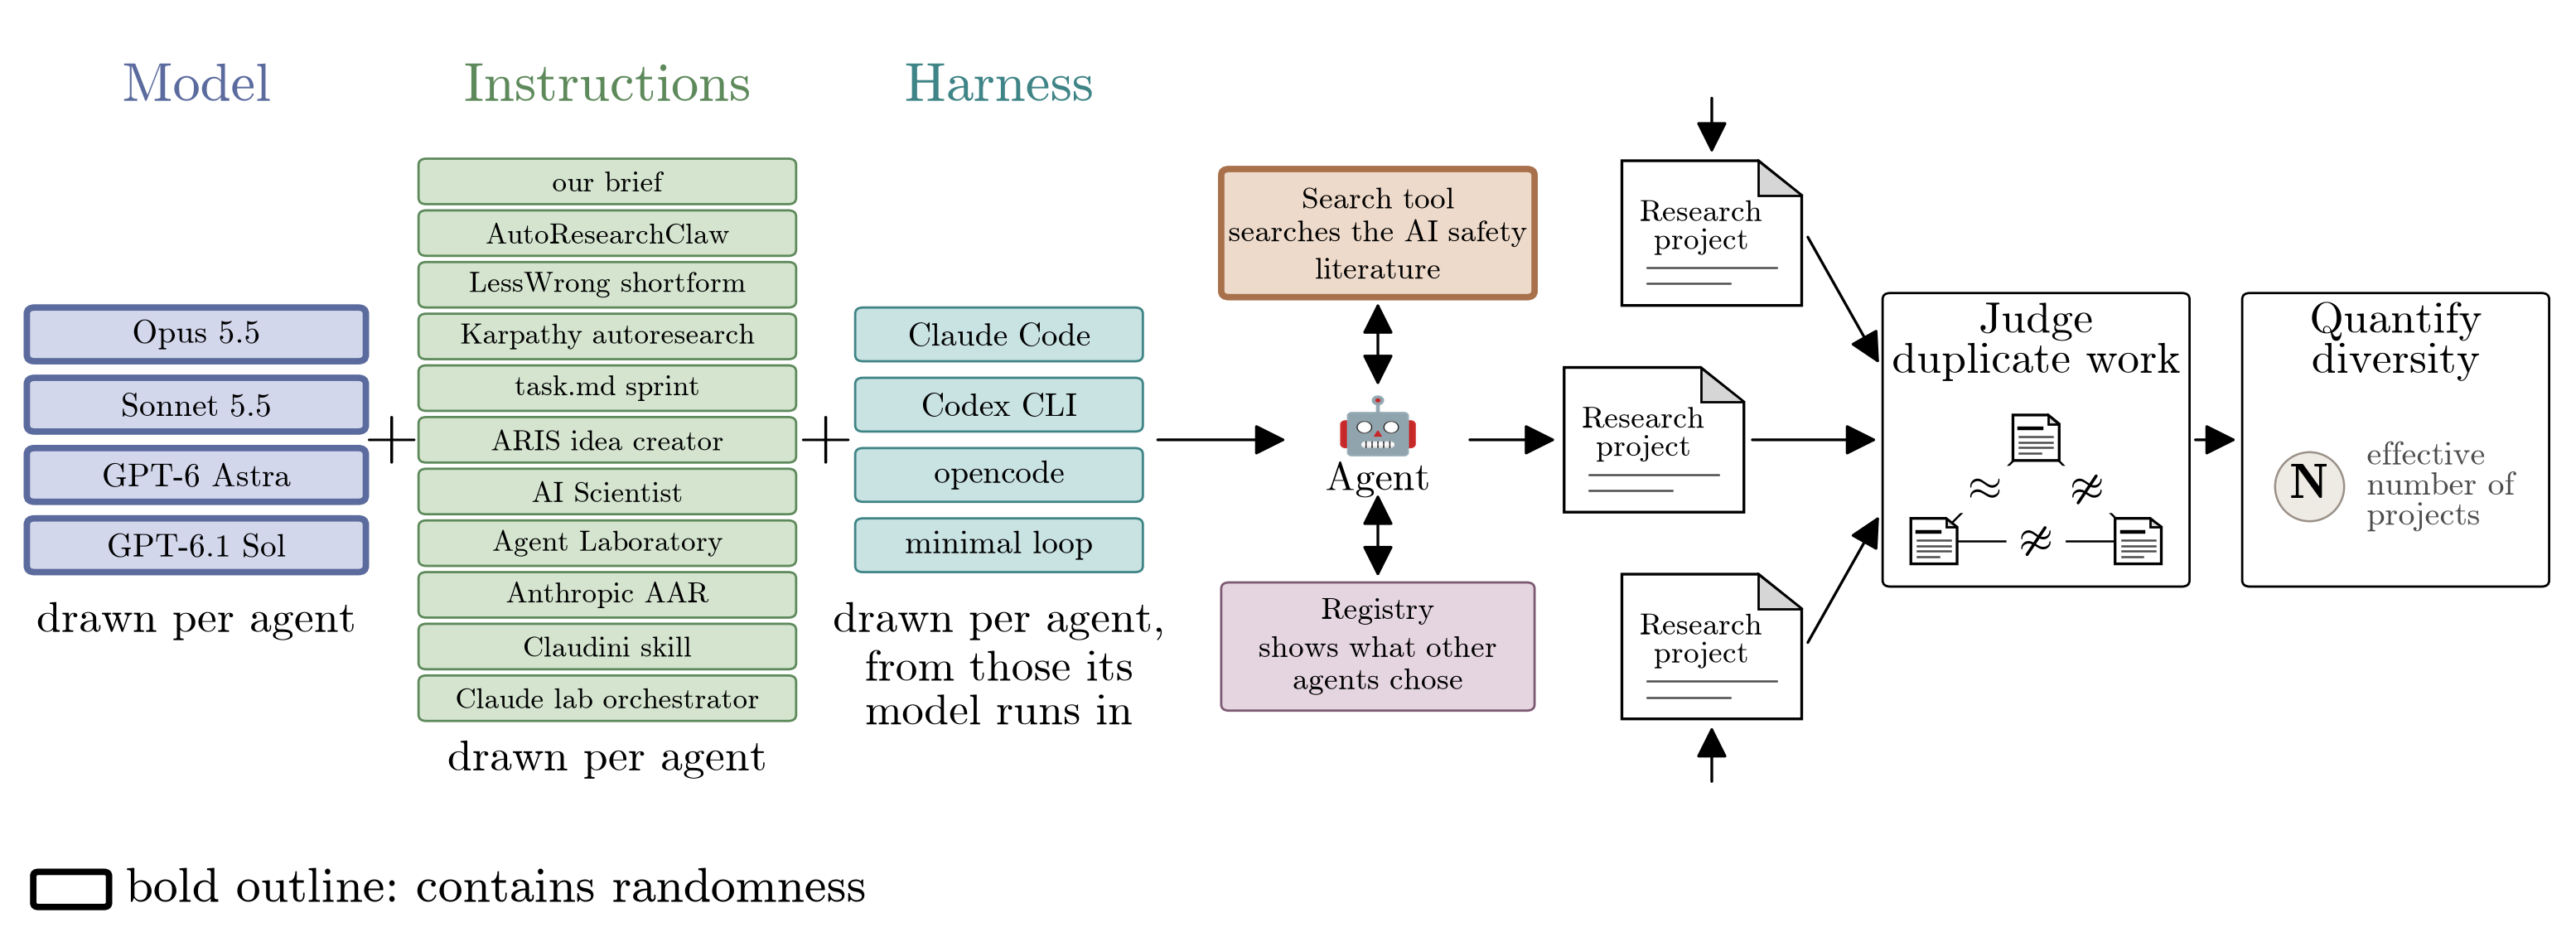 Model
Opus 5.5
Sonnet 5.5
GPT-6 Astra
GPT-6.1 Sol
drawn per agent
+
Instructions
our brief
AutoResearchClaw
LessWrong shortform
Karpathy autoresearch
task.md sprint
ARIS idea creator
AI Scientist
Agent Laboratory
Anthropic AAR
Claudini skill
Claude lab orchestrator
drawn per agent
+
Harness
Claude Code
Codex CLI
opencode
minimal loop
drawn per agent,
from those its
model runs in
Search tool
searches the AI safety
literature
Agent
Registry
shows what other
agents chose
Research
project
Research
project
Research
project
Judge
duplicate work
≈
≉
≉
Quantify
diversity
N
effective
number of
projects
bold outline: contains randomness